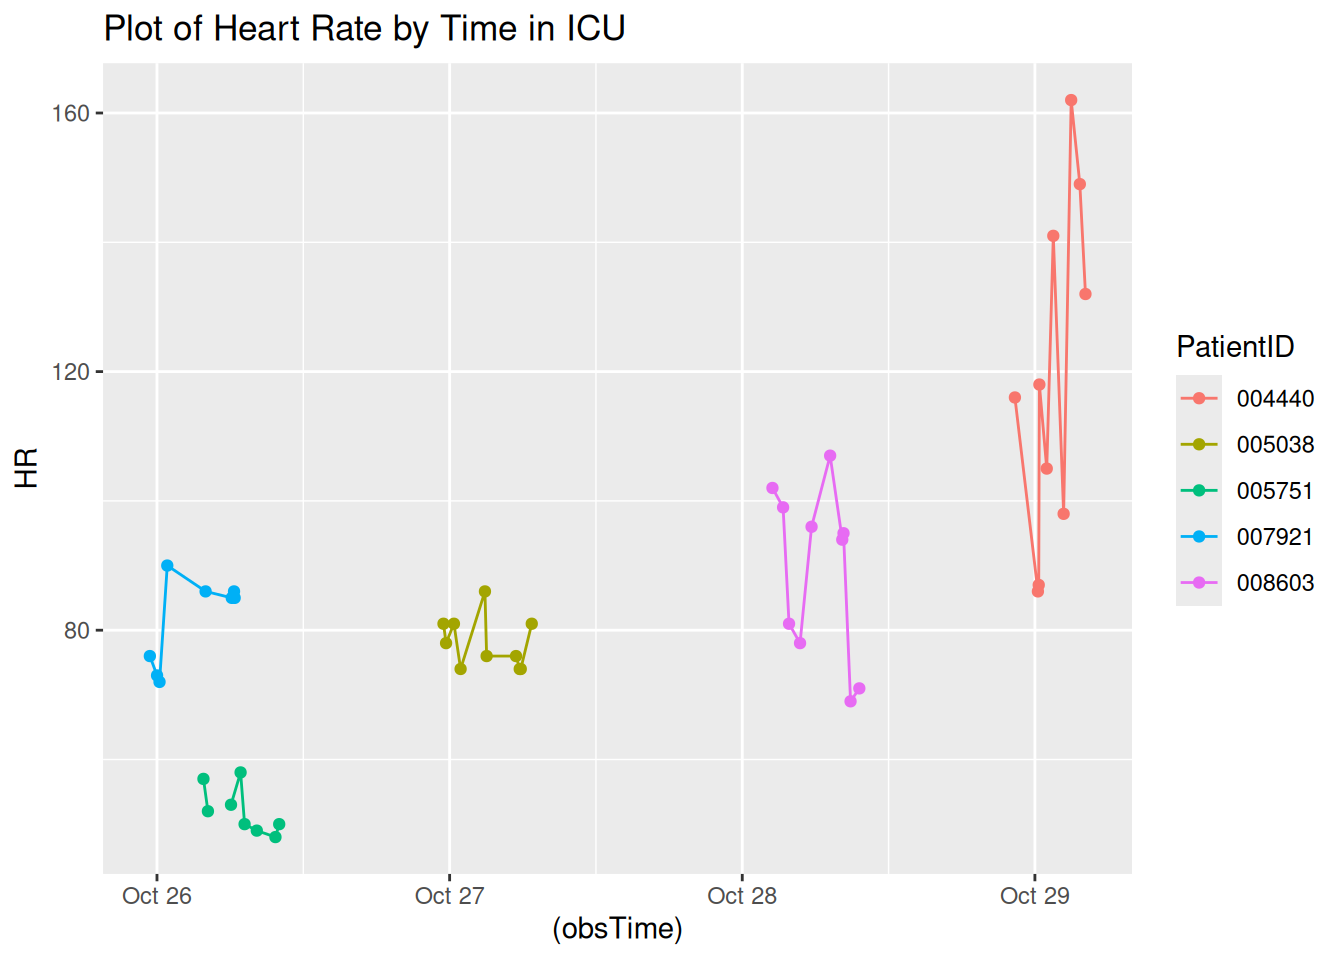 Plot of Heart Rate by Time in ICU
160
120
80
HR
Oct 26
Oct 27
Oct 28
Oct 29
(obsTime)
PatientID
004440
005038
005751
007921
008603